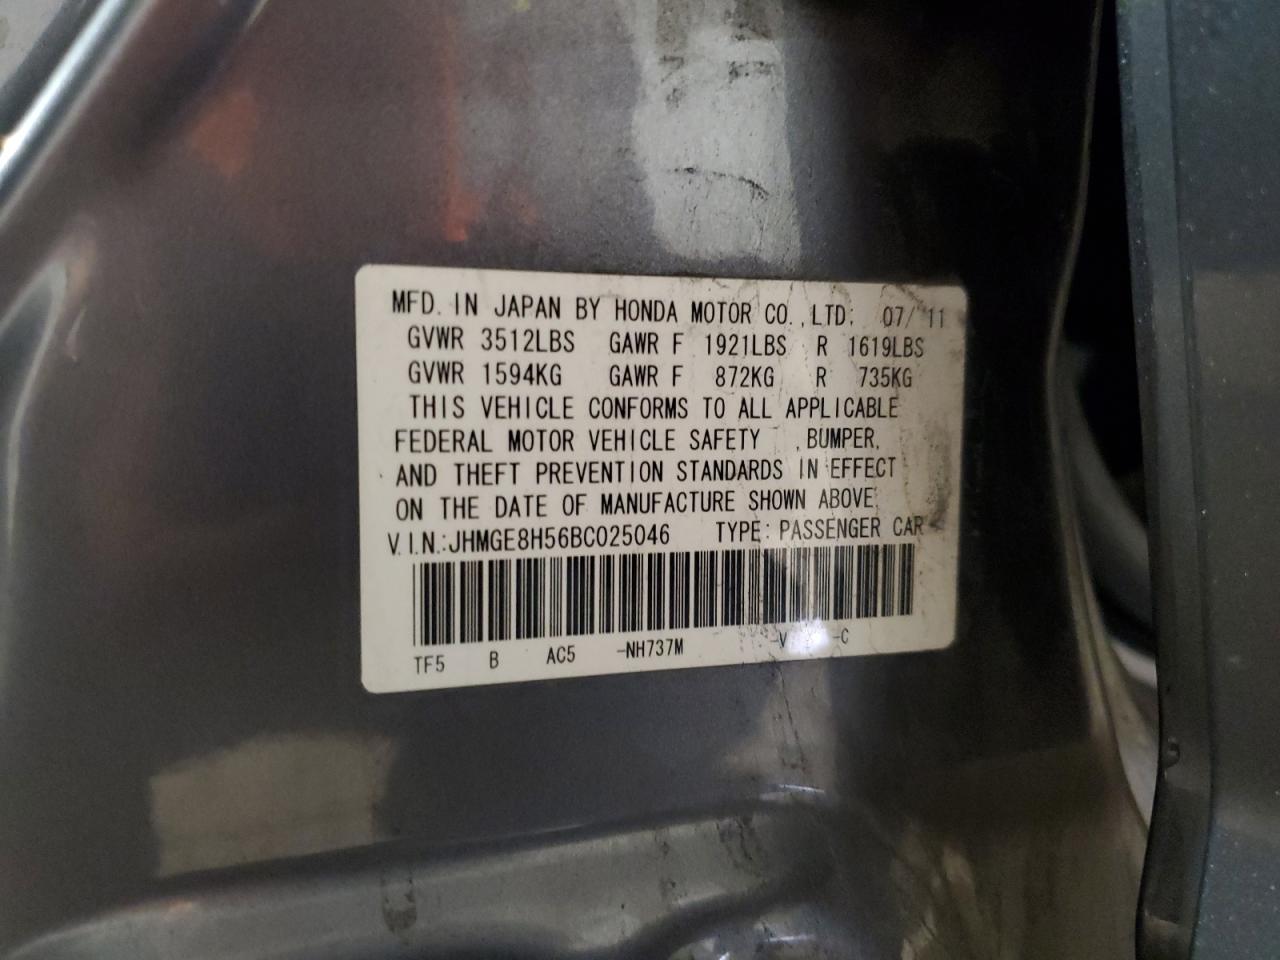 MFD. IN JAPAN BY HONDA MOTOR CO., LTD. 07/ 11
GVWR 3512LBS GAWR F 1921LBS R 1619LBS
GVWR 1594KG GAWR F 872KG R 735KG
THIS VEHICLE CONFORMS TO ALL APPLICABLE
FEDERAL MOTOR VEHICLE SAFETY , BUMPER,
AND THEFT PREVENTION STANDARDS IN EFFECT
ON THE DATE OF MANUFACTURE SHOWN ABOVE.
V.I.N.:JHMGE8H56BC025046 TYPE: PASSENGER CAR
TF5 B AC5 -NH737M -V -C